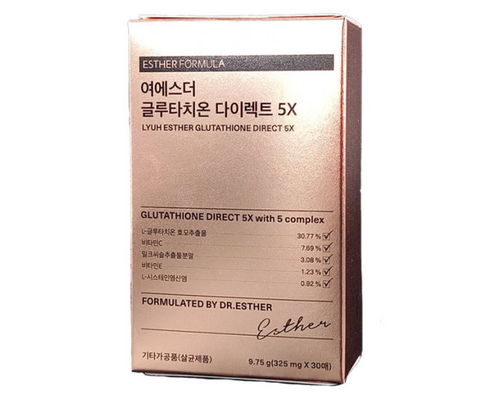 ESTHER FORMULA
여에스더
글루타치온 다이렉트 5X
LYUH ESTHER GLUTATHIONE DIRECT 5X
GLUTATHIONE DIRECT 5X with 5 complex
L-글루타치온 효모추출물 30.77 % ✓
비타민C 7.69 % ✓
밀크씨슬추출물분말 3.08 % ✓
비타민E 1.23 % ✓
L-시스테인염산염 0.92 % ✓
FORMULATED BY DR.ESTHER
Esther
기타가공품(살균제품) 9.75 g(325 mg X 30매)